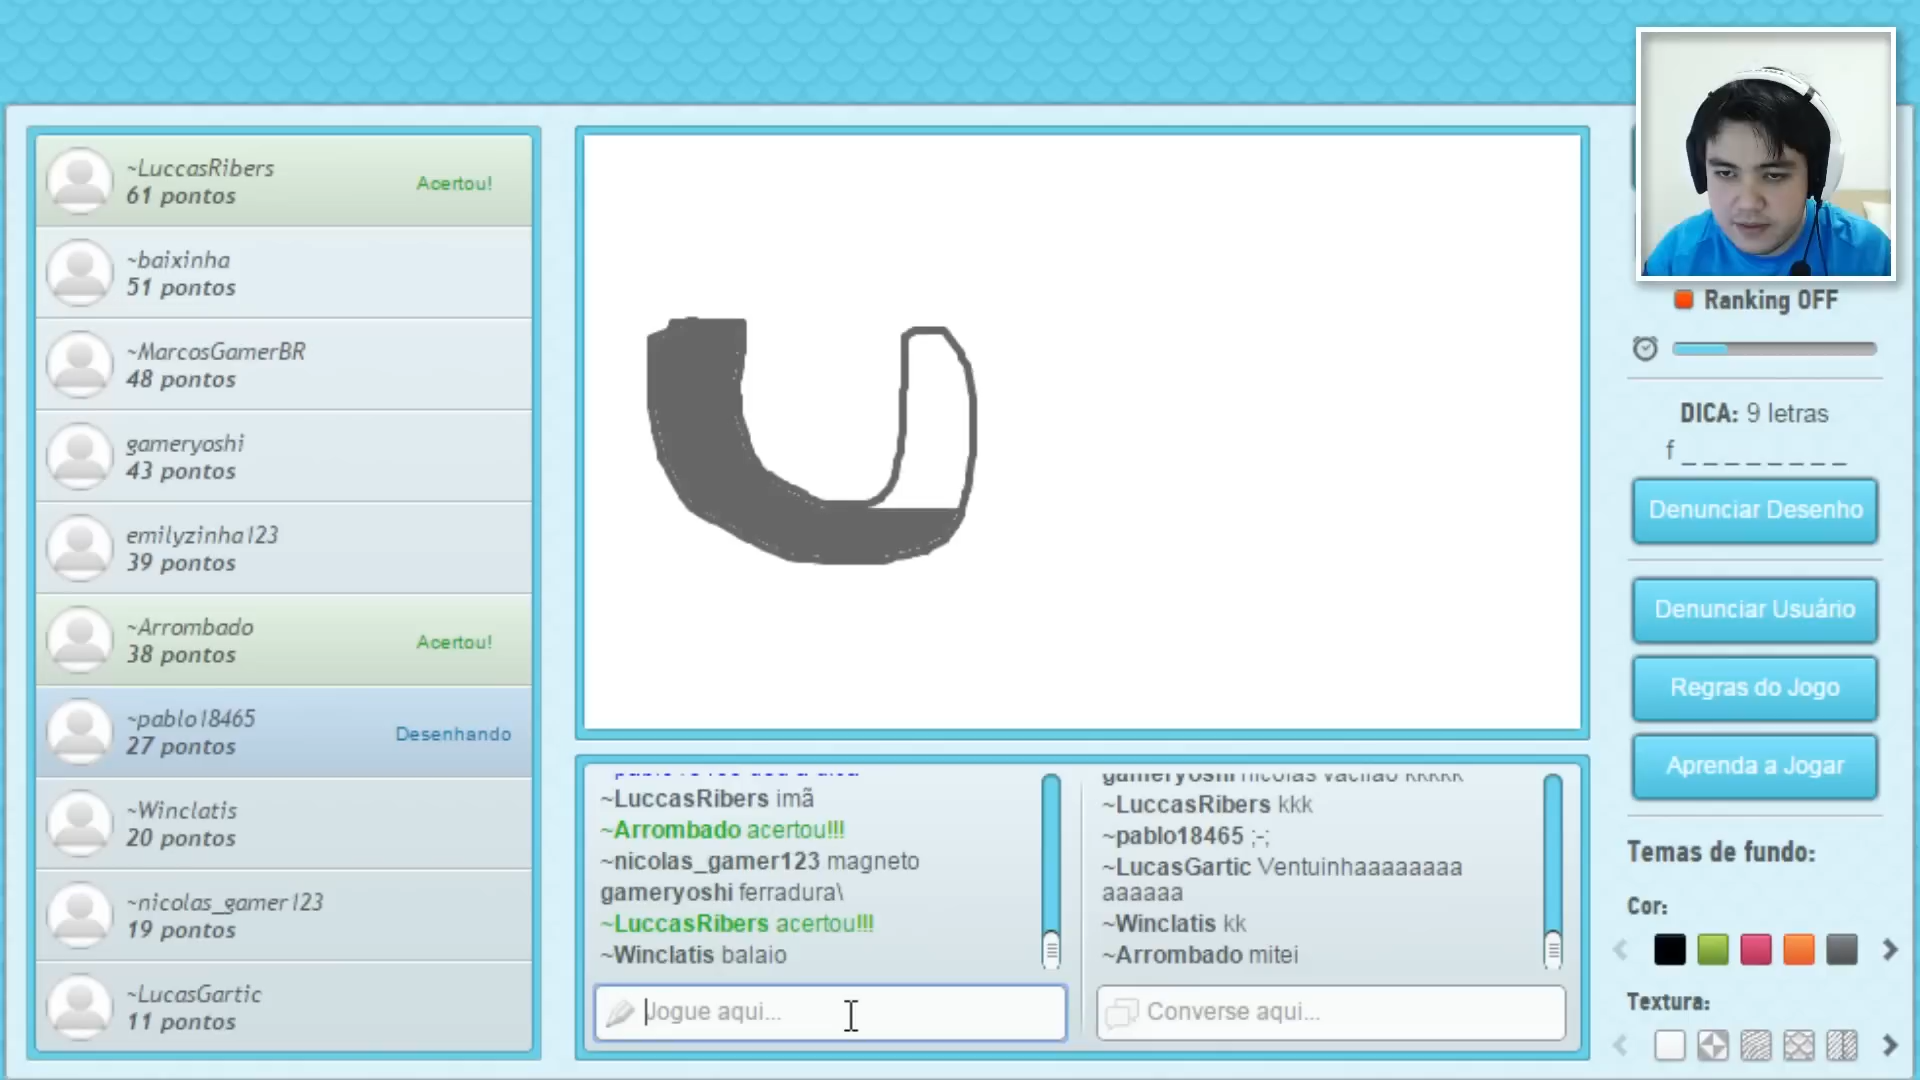 ~LuccasRibers
61 pontos
Acertou!
~baixinha
51 pontos
~MarcosGamerBR
48 pontos
gameryoshi
43 pontos
emilyzinha123
39 pontos
~Arrombado
38 pontos
Acertou!
~pablo18465
27 pontos
Desenhando
~Winclatis
20 pontos
~nicolas_gamer123
19 pontos
~LucasGartic
11 pontos
~LuccasRibers imã
~Arrombado acertou!!!
~nicolas_gamer123 magneto
gameryoshi ferradura\
~LuccasRibers acertou!!!
~Winclatis balaio
Jogue aqui...
gameryoshi nicolas vacilao kkkkk
~LuccasRibers kkk
~pablo18465 ;-;
~LucasGartic Ventuinhaaaaaaaa
aaaaaa
~Winclatis kk
~Arrombado mitei
Converse aqui...
Ranking OFF
DICA: 9 letras
f _ _ _ _ _ _ _ _
Denunciar Desenho
Denunciar Usuário
Regras do Jogo
Aprenda a Jogar
Temas de fundo:
Cor:
Textura: